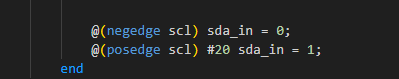 @(negedge scl) sda_in = 0;
@(posedge scl) #20 sda_in = 1;
end